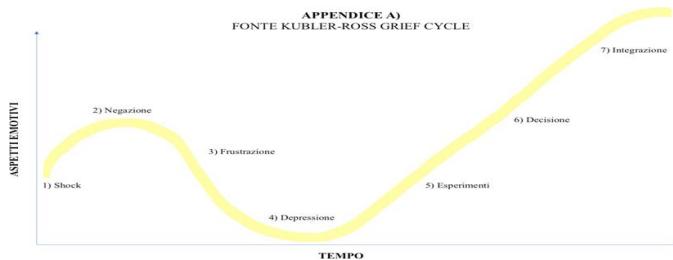 APPENDICE A)
FONTE KUBLER-ROSS GRIEF CYCLE
7) Integrazione
2) Negazione
6) Decisione
3) Frustrazione
1) Shock
5) Esperimenti
4) Depressione
ASPETTI EMOTIVI
TEMPO